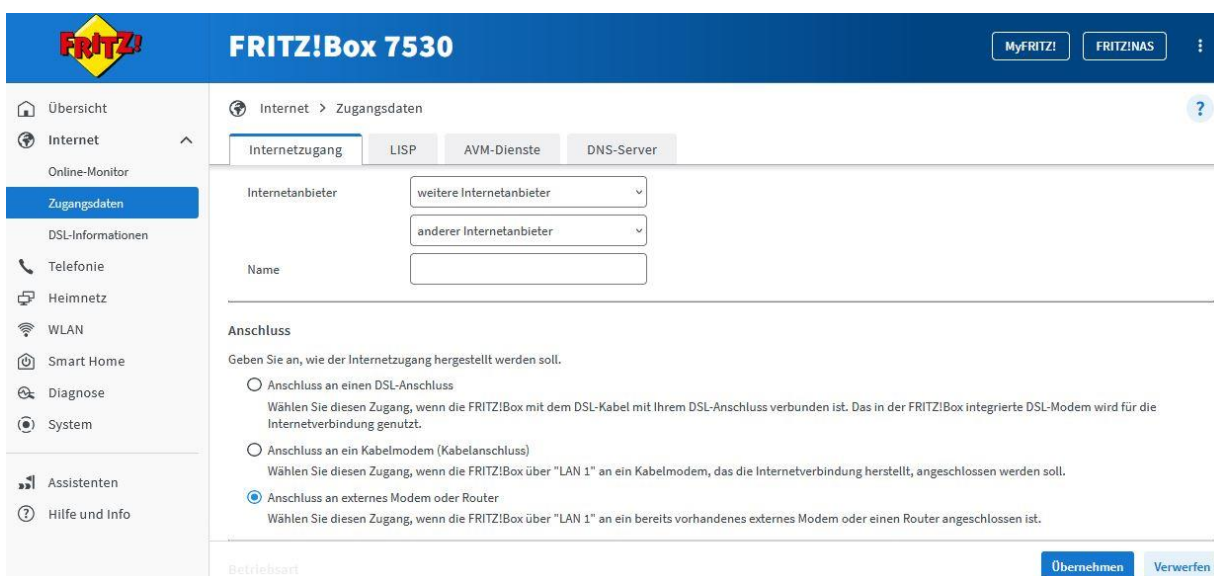 FRITZ!
FRITZ!Box 7530
MyFRITZ!
FRITZ!NAS
Übersicht
Internet
Online-Monitor
Zugangsdaten
DSL-Informationen
Telefonie
Heimnetz
WLAN
Smart Home
Diagnose
System
Assistenten
Hilfe und Info
Internet > Zugangsdaten
?
Internetzugang
LISP
AVM-Dienste
DNS-Server
Internetanbieter
weitere Internetanbieter
anderer Internetanbieter
Name
Anschluss
Geben Sie an, wie der Internetzugang hergestellt werden soll.
Anschluss an einen DSL-Anschluss
Wählen Sie diesen Zugang, wenn die FRITZ!Box mit dem DSL-Kabel mit Ihrem DSL-Anschluss verbunden ist. Das in der FRITZ!Box integrierte DSL-Modem wird für die
Internetverbindung genutzt.
Anschluss an ein Kabelmodem (Kabelanschluss)
Wählen Sie diesen Zugang, wenn die FRITZ!Box über "LAN 1" an ein Kabelmodem, das die Internetverbindung herstellt, angeschlossen werden soll.
Anschluss an externes Modem oder Router
Wählen Sie diesen Zugang, wenn die FRITZ!Box über "LAN 1" an ein bereits vorhandenes externes Modem oder einen Router angeschlossen ist.
Betriebsart
Übernehmen
Verwerfen